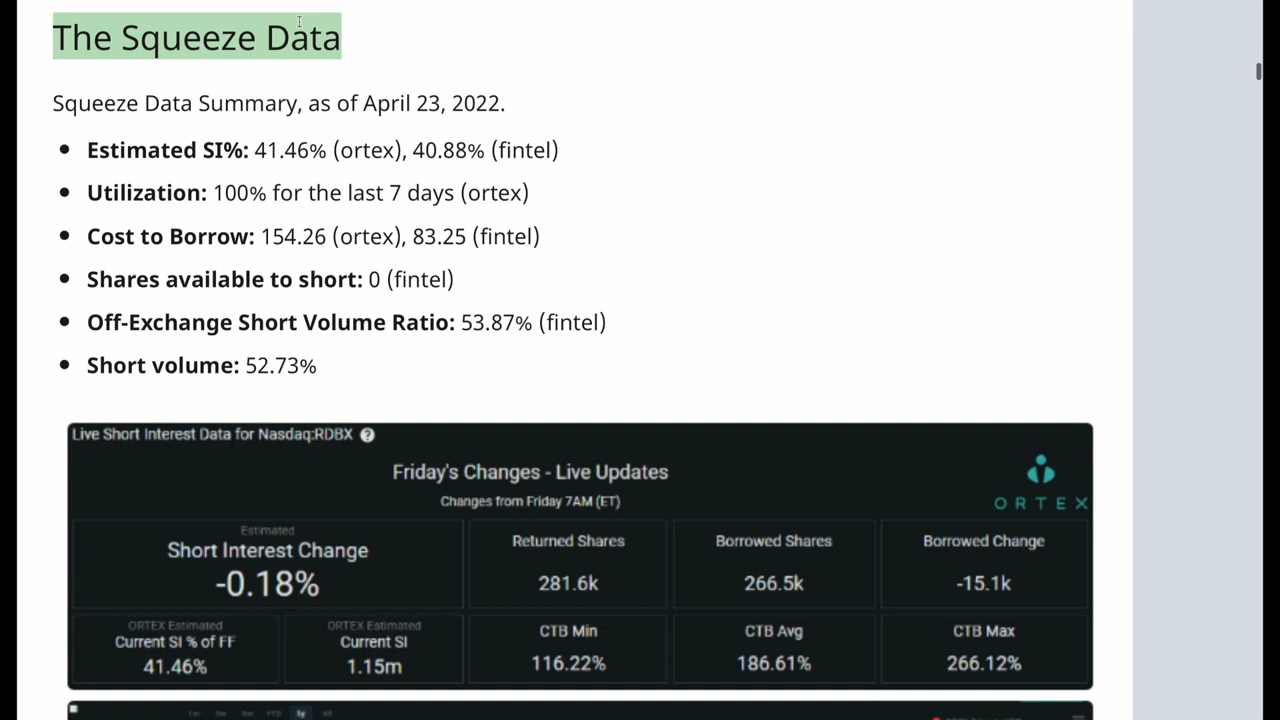 The Squeeze Data
Squeeze Data Summary, as of April 23, 2022.
Estimated SI%: 41.46% (ortex), 40.88% (fintel)
Utilization: 100% for the last 7 days (ortex)
Cost to Borrow: 154.26 (ortex), 83.25 (fintel)
Shares available to short: 0 (fintel)
Off-Exchange Short Volume Ratio: 53.87% (fintel)
Short volume: 52.73%
Live Short Interest Data for Nasdaq:RDBX ?
Friday's Changes - Live Updates
Changes from Friday 7AM (ET)
ORTEX
Estimated
Short Interest Change
-0.18%
Returned Shares
281.6k
Borrowed Shares
266.5k
Borrowed Change
-15.1k
ORTEX Estimated
Current SI % of FF
41.46%
ORTEX Estimated
Current SI
1.15m
CTB Min
116.22%
CTB Avg
186.61%
CTB Max
266.12%